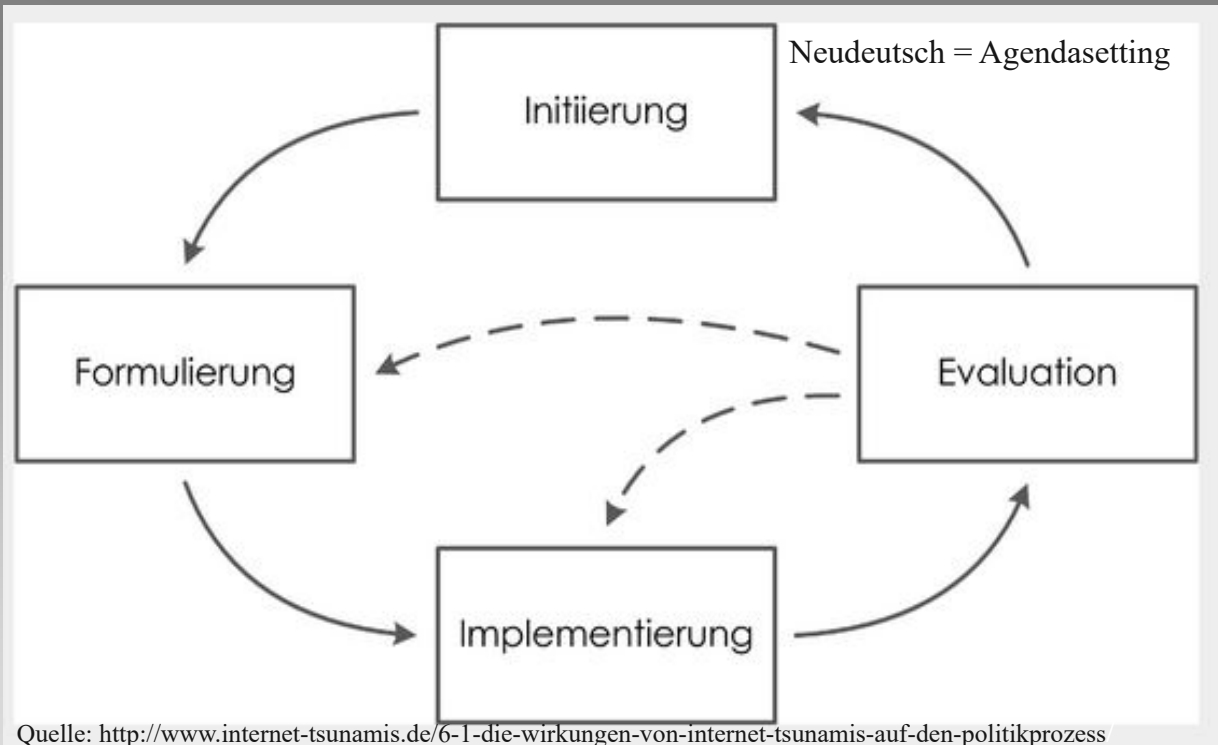 Neudeutsch = Agendasetting
Initiierung
Formulierung
Evaluation
Implementierung
Quelle: http://www.internet-tsunamis.de/6-1-die-wirkungen-von-internet-tsunamis-auf-den-politikprozess/